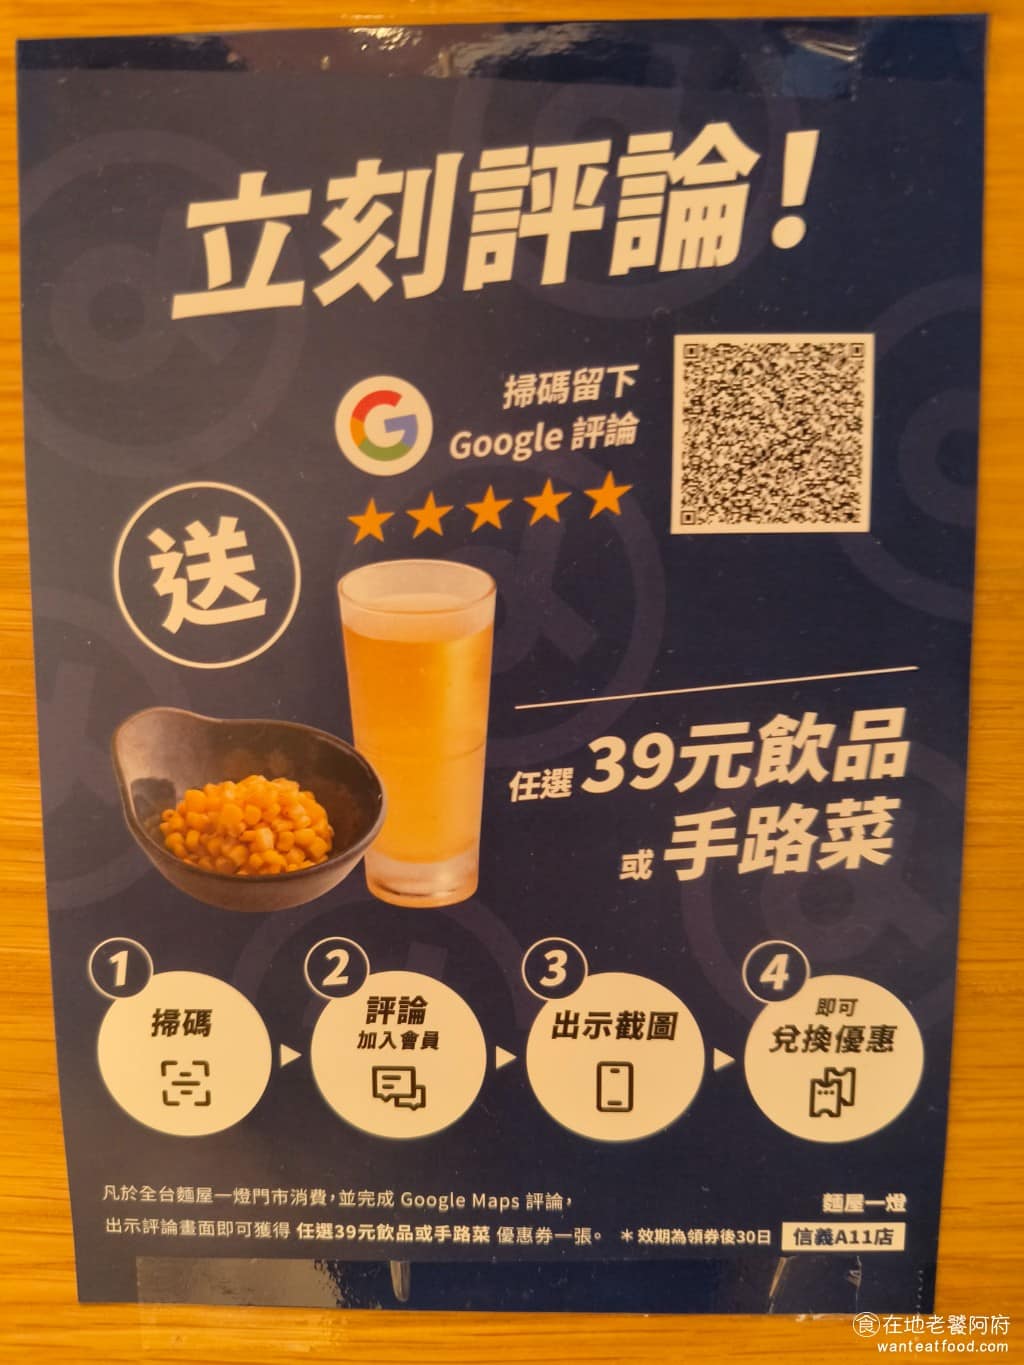 立刻評論!
掃碼留下
Google 評論
送
任選 39元飲品
或 手路菜
1
掃碼
2
評論
加入會員
3
出示截圖
4
即可
兌換優惠
凡於全台麵屋一燈門市消費,並完成 Google Maps 評論,
出示評論畫面即可獲得 任選39元飲品或手路菜 優惠券一張。 *效期為領券後30日
麵屋一燈
信義A11店
食在地老饕阿府
wanteatfood.com